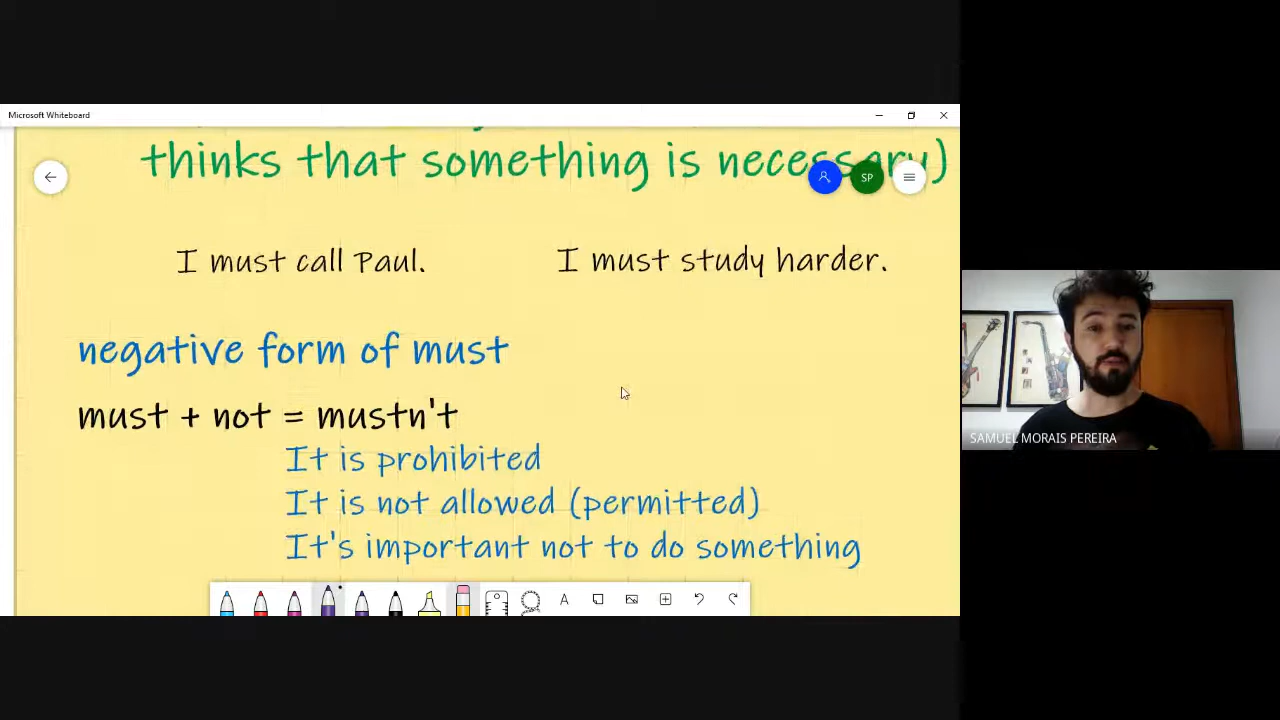 Microsoft Whiteboard
thinks that something is necessary)
SP
I must call Paul.
I must study harder.
negative form of must
must + not = mustn't
It is prohibited
It is not allowed (permitted)
It's important not to do something
A
SAMUEL MORAIS PEREIRA